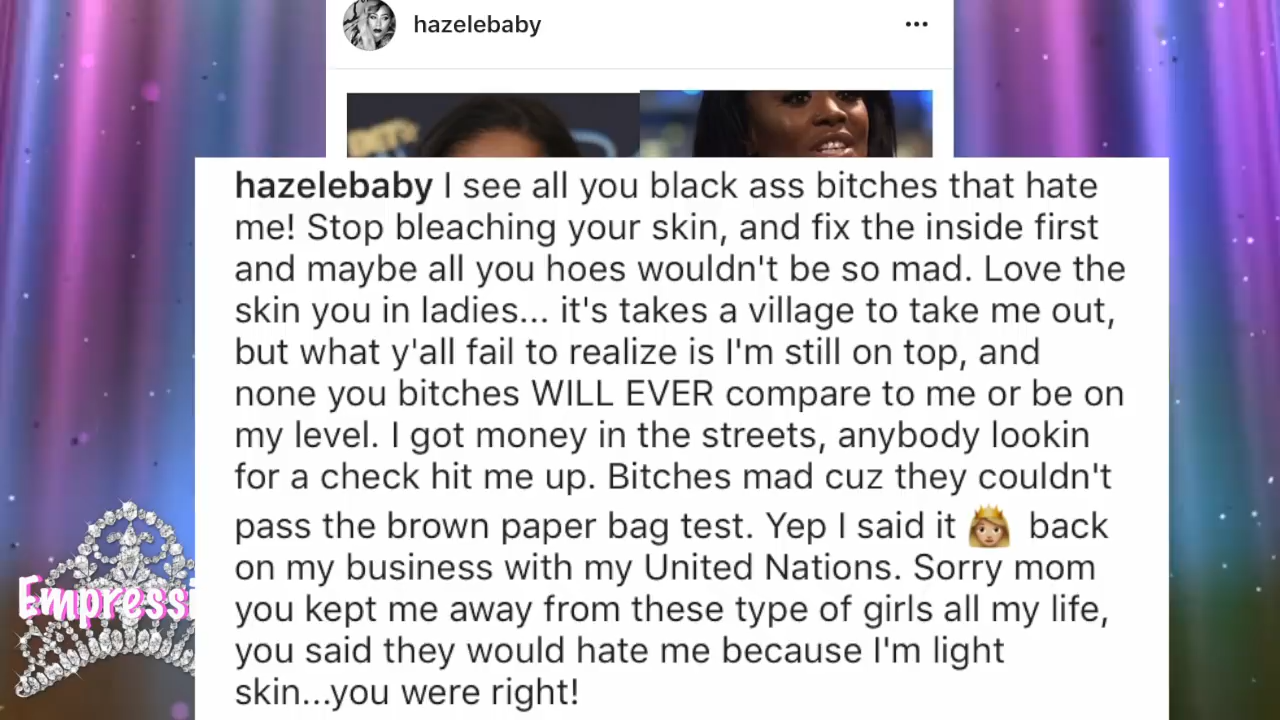 hazelebaby
hazelebaby I see all you black ass bitches that hate
me! Stop bleaching your skin, and fix the inside first
and maybe all you hoes wouldn't be so mad. Love the
skin you in ladies... it's takes a village to take me out,
but what y'all fail to realize is I'm still on top, and
none you bitches WILL EVER compare to me or be on
my level. I got money in the streets, anybody lookin
for a check hit me up. Bitches mad cuz they couldn't
pass the brown paper bag test. Yep I said it 👸🏼 back
on my business with my United Nations. Sorry mom
you kept me away from these type of girls all my life,
you said they would hate me because I'm light
skin...you were right!
Empressi